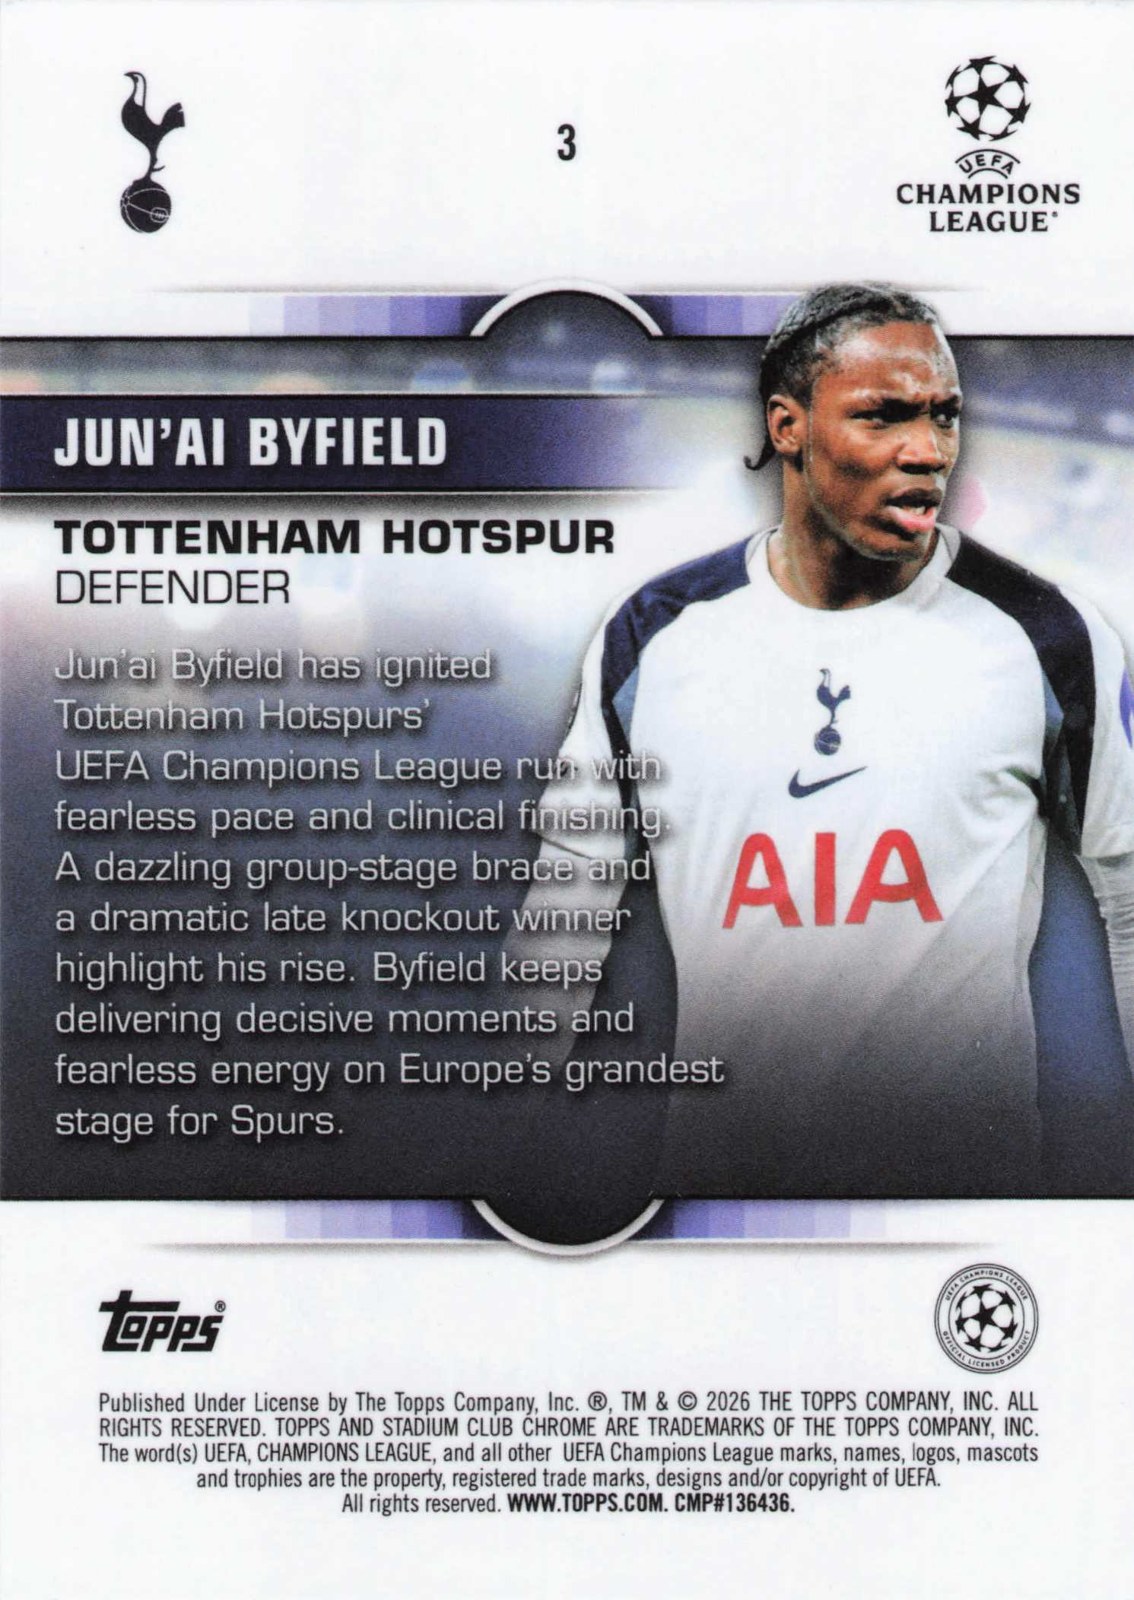 3
UEFA
CHAMPIONS
LEAGUE®
JUN'AI BYFIELD
TOTTENHAM HOTSPUR
DEFENDER
Jun'ai Byfield has ignited
Tottenham Hotspurs'
UEFA Champions League run with
fearless pace and clinical finishing.
A dazzling group-stage brace and
a dramatic late knockout winner
highlight his rise. Byfield keeps
delivering decisive moments and
fearless energy on Europe's grandest
stage for Spurs.
AIA
topps®
UEFA CHAMPIONS LEAGUE
OFFICIAL LICENSED PRODUCT
Published Under License by The Topps Company, Inc. ®, TM & © 2026 THE TOPPS COMPANY, INC. ALL
RIGHTS RESERVED. TOPPS AND STADIUM CLUB CHROME ARE TRADEMARKS OF THE TOPPS COMPANY, INC.
The word(s) UEFA, CHAMPIONS LEAGUE, and all other UEFA Champions League marks, names, logos, mascots
and trophies are the property, registered trade marks, designs and/or copyright of UEFA.
All rights reserved. WWW.TOPPS.COM. CMP#136436.